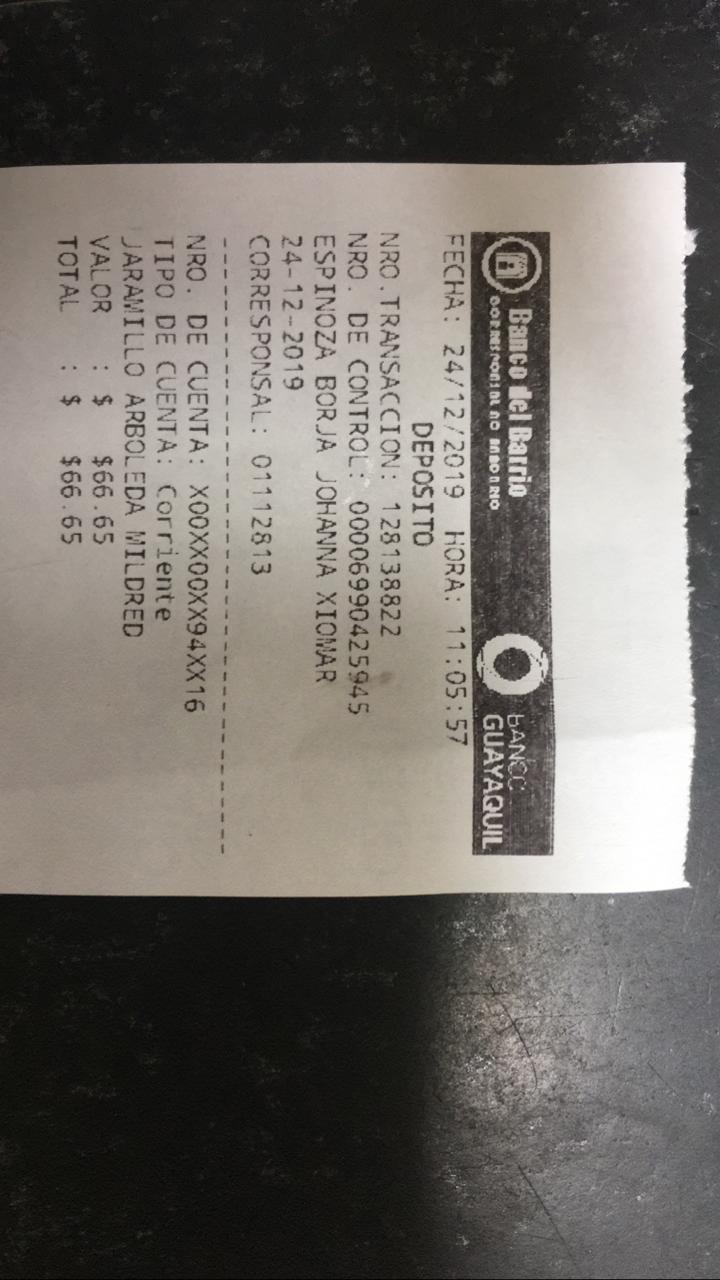 Banco del Barrio
CORRESPONSAL NO BANCARIO
BANCO
GUAYAQUIL
FECHA: 24/12/2019 HORA: 11:05:57
DEPOSITO
NRO.TRANSACCION: 128138822
NRO. DE CONTROL: 00006990425945
ESPINOZA BORJA JOHANNA XIOMAR
24-12-2019
CORRESPONSAL: 01112813
NRO. DE CUENTA: X00XX00XX94XX16
TIPO DE CUENTA: Corriente
JARAMILLO ARBOLEDA MILDRED
VALOR : $ $66.65
TOTAL : $ $66.65